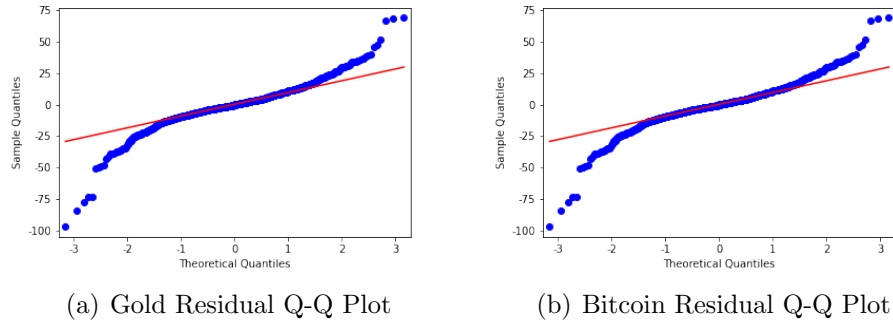 75
50
25
0
-25
-50
-75
-100
Sample Quantiles
-3 -2 -1 0 1 2 3
Theoretical Quantiles
(a) Gold Residual Q-Q Plot
75
50
25
0
-25
-50
-75
-100
Sample Quantiles
-3 -2 -1 0 1 2 3
Theoretical Quantiles
(b) Bitcoin Residual Q-Q Plot